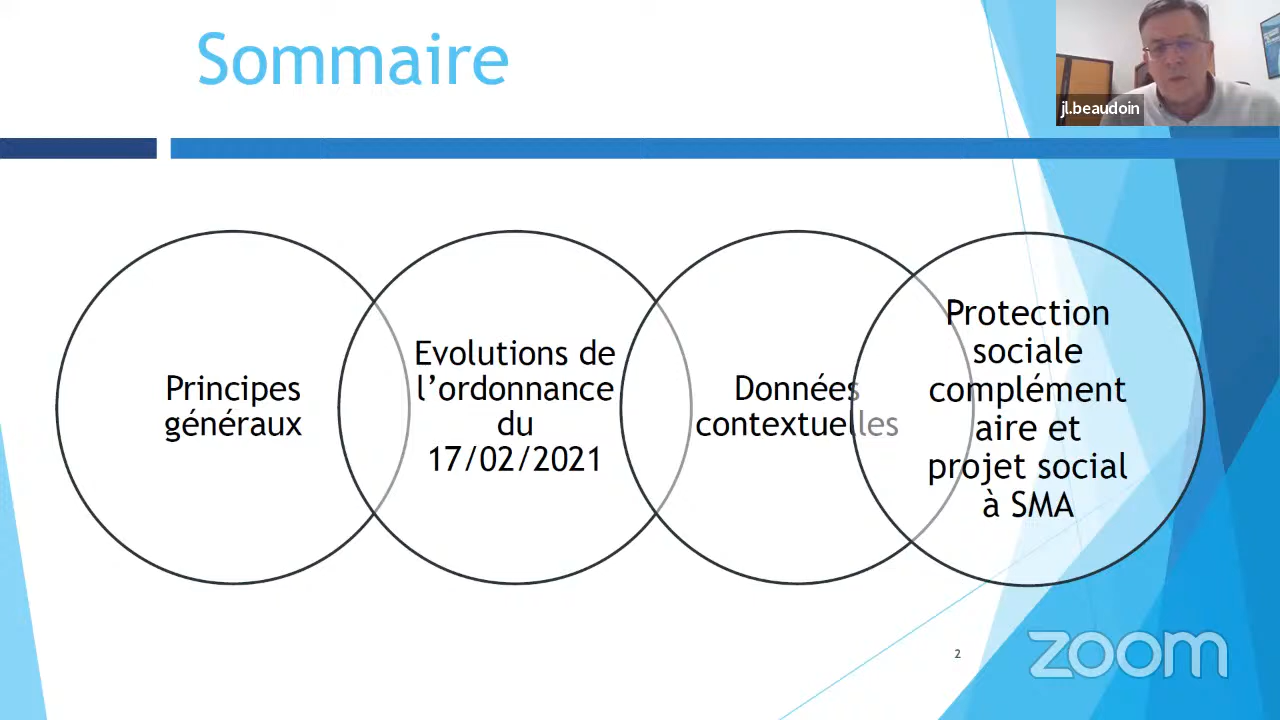 Sommaire
jl.beaudoin
Principes
généraux
Evolutions de
l’ordonnance
du
17/02/2021
Données
contextuelles
Protection
sociale
complément
aire et
projet social
à SMA
2
zoom